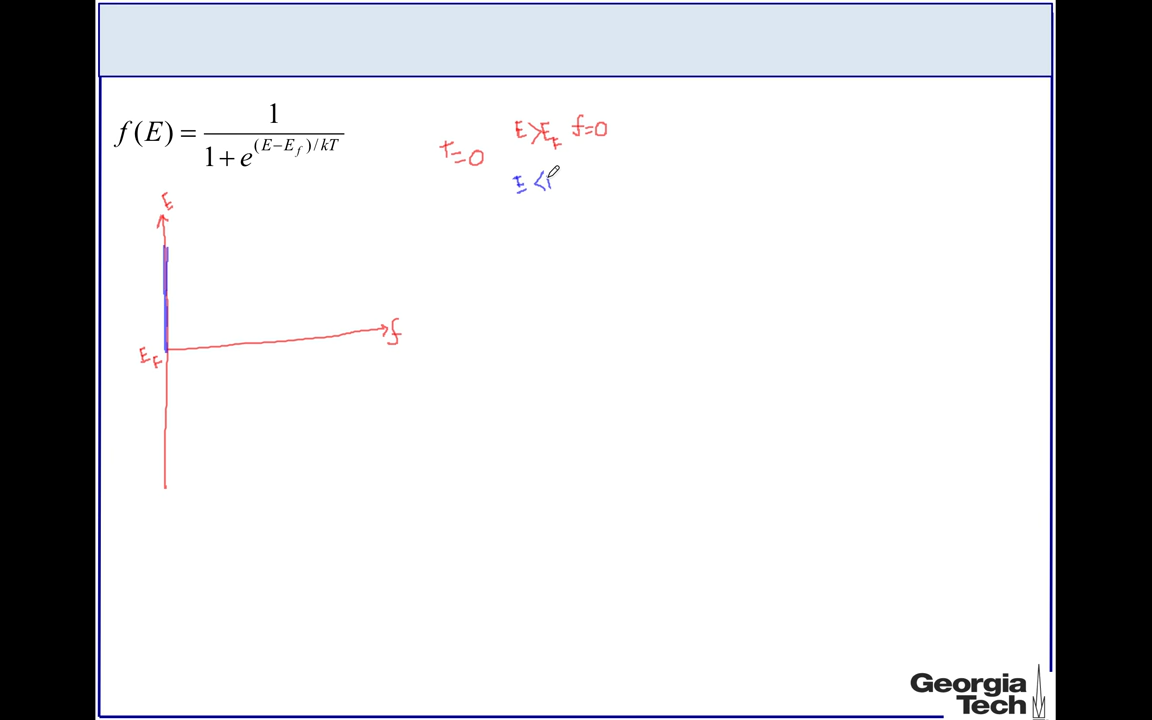 f(E) = 1 / (1 + e^{(E−E_f)/kT})
T=0
E>E_F f=0
E <
E
f
E_F
Georgia
Tech